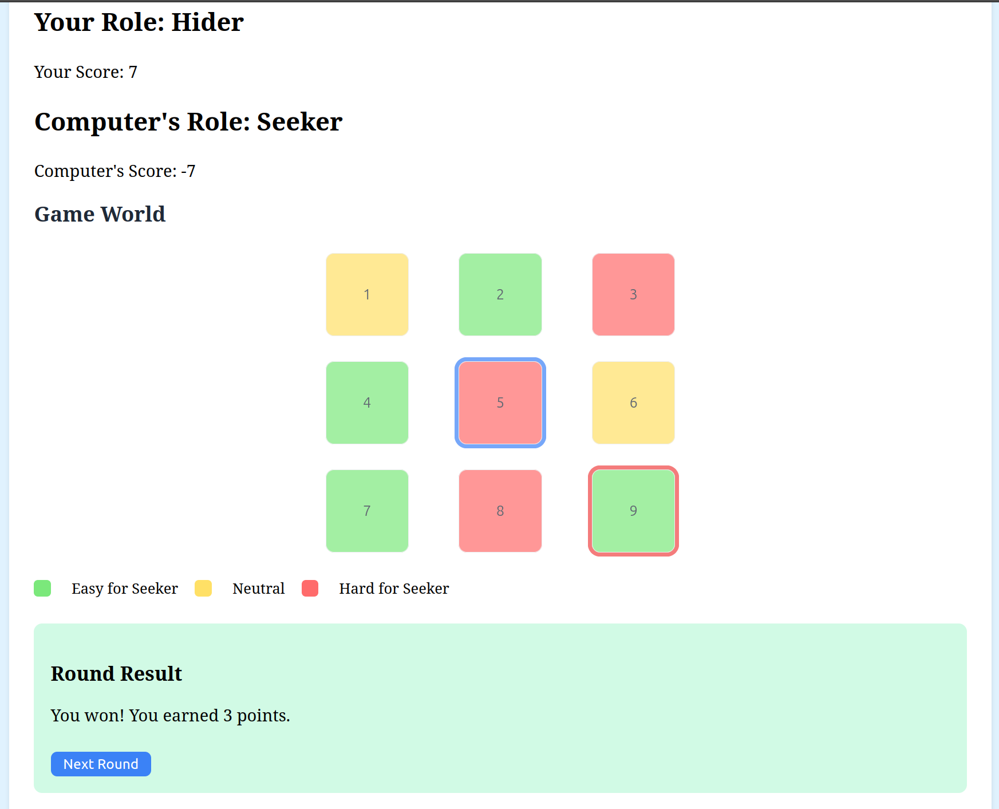 Your Role: Hider
Your Score: 7
Computer's Role: Seeker
Computer's Score: -7
Game World
1 2 3
4 5 6
7 8 9
Easy for Seeker Neutral Hard for Seeker
Round Result
You won! You earned 3 points.
Next Round